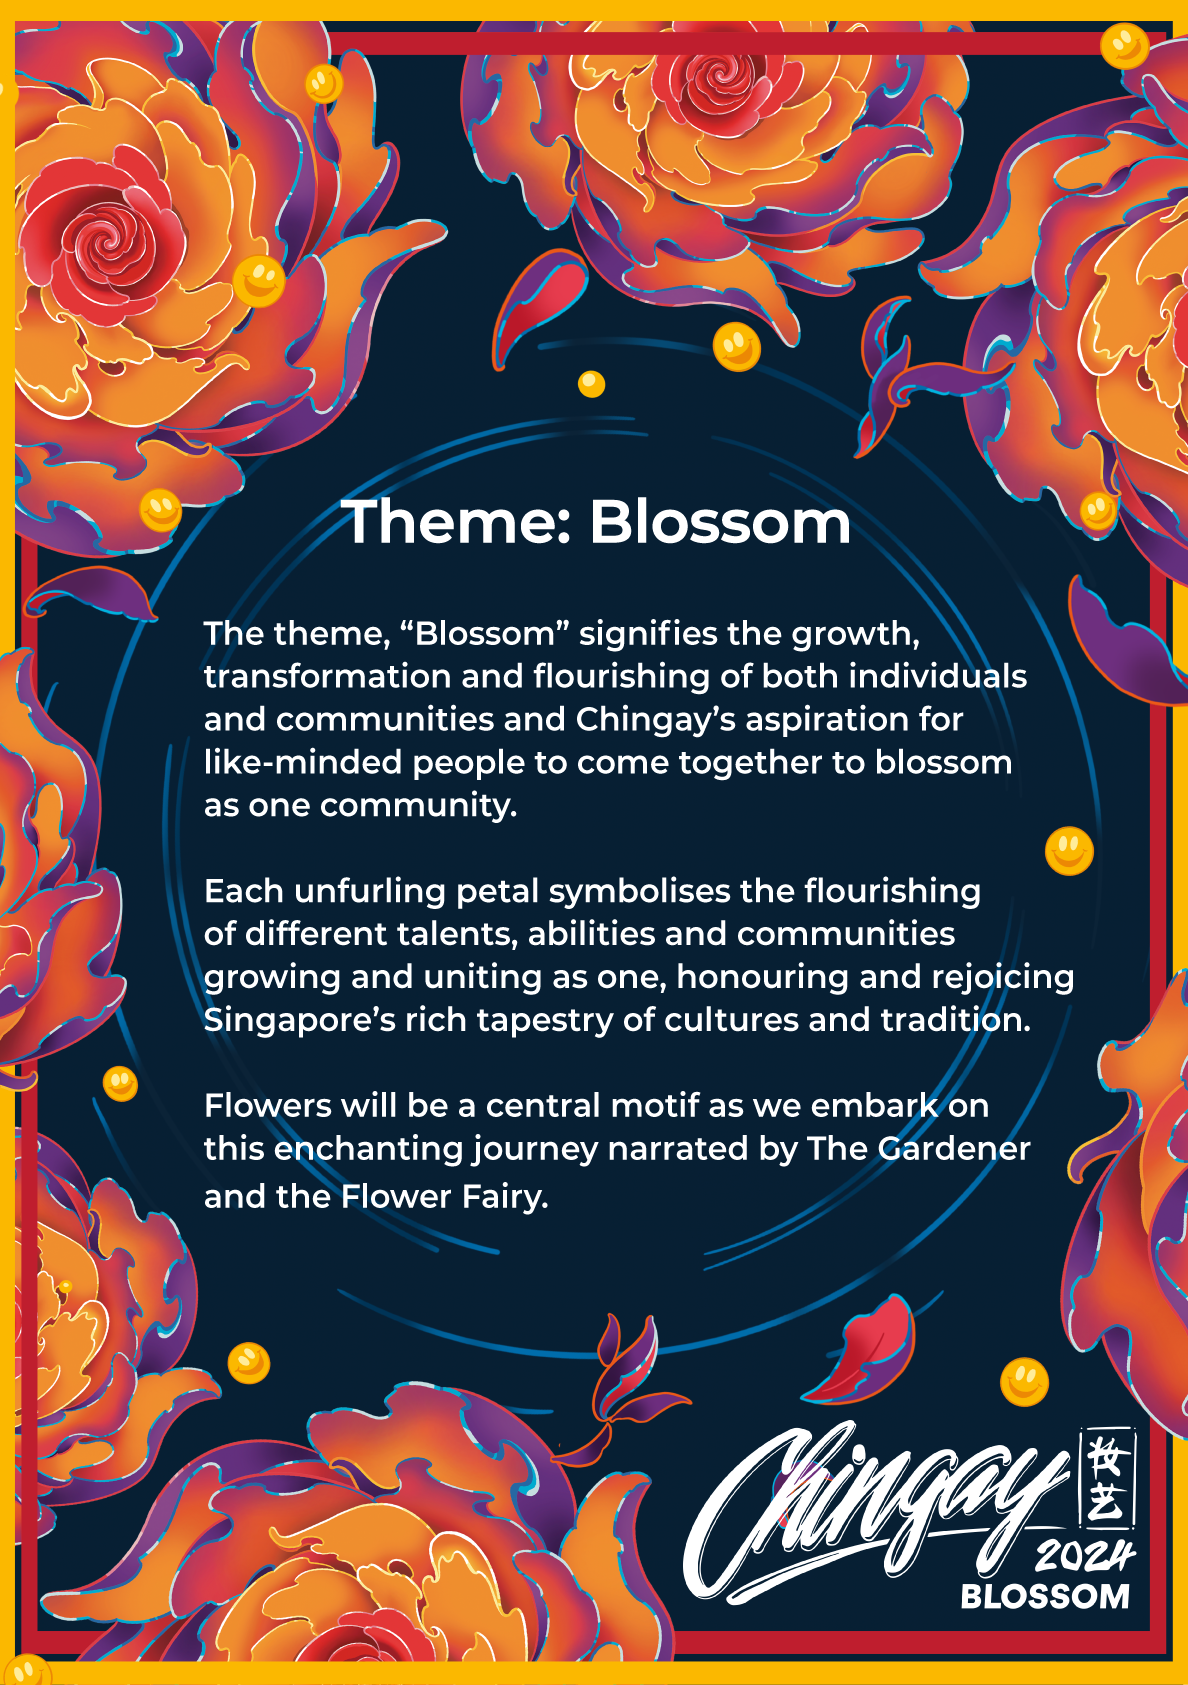 Theme: Blossom
The theme, “Blossom” signifies the growth,
transformation and flourishing of both individuals
and communities and Chingay’s aspiration for
like-minded people to come together to blossom
as one community.
Each unfurling petal symbolises the flourishing
of different talents, abilities and communities
growing and uniting as one, honouring and rejoicing
Singapore’s rich tapestry of cultures and tradition.
Flowers will be a central motif as we embark on
this enchanting journey narrated by The Gardener
and the Flower Fairy.
Chingay 妆艺
2024
BLOSSOM